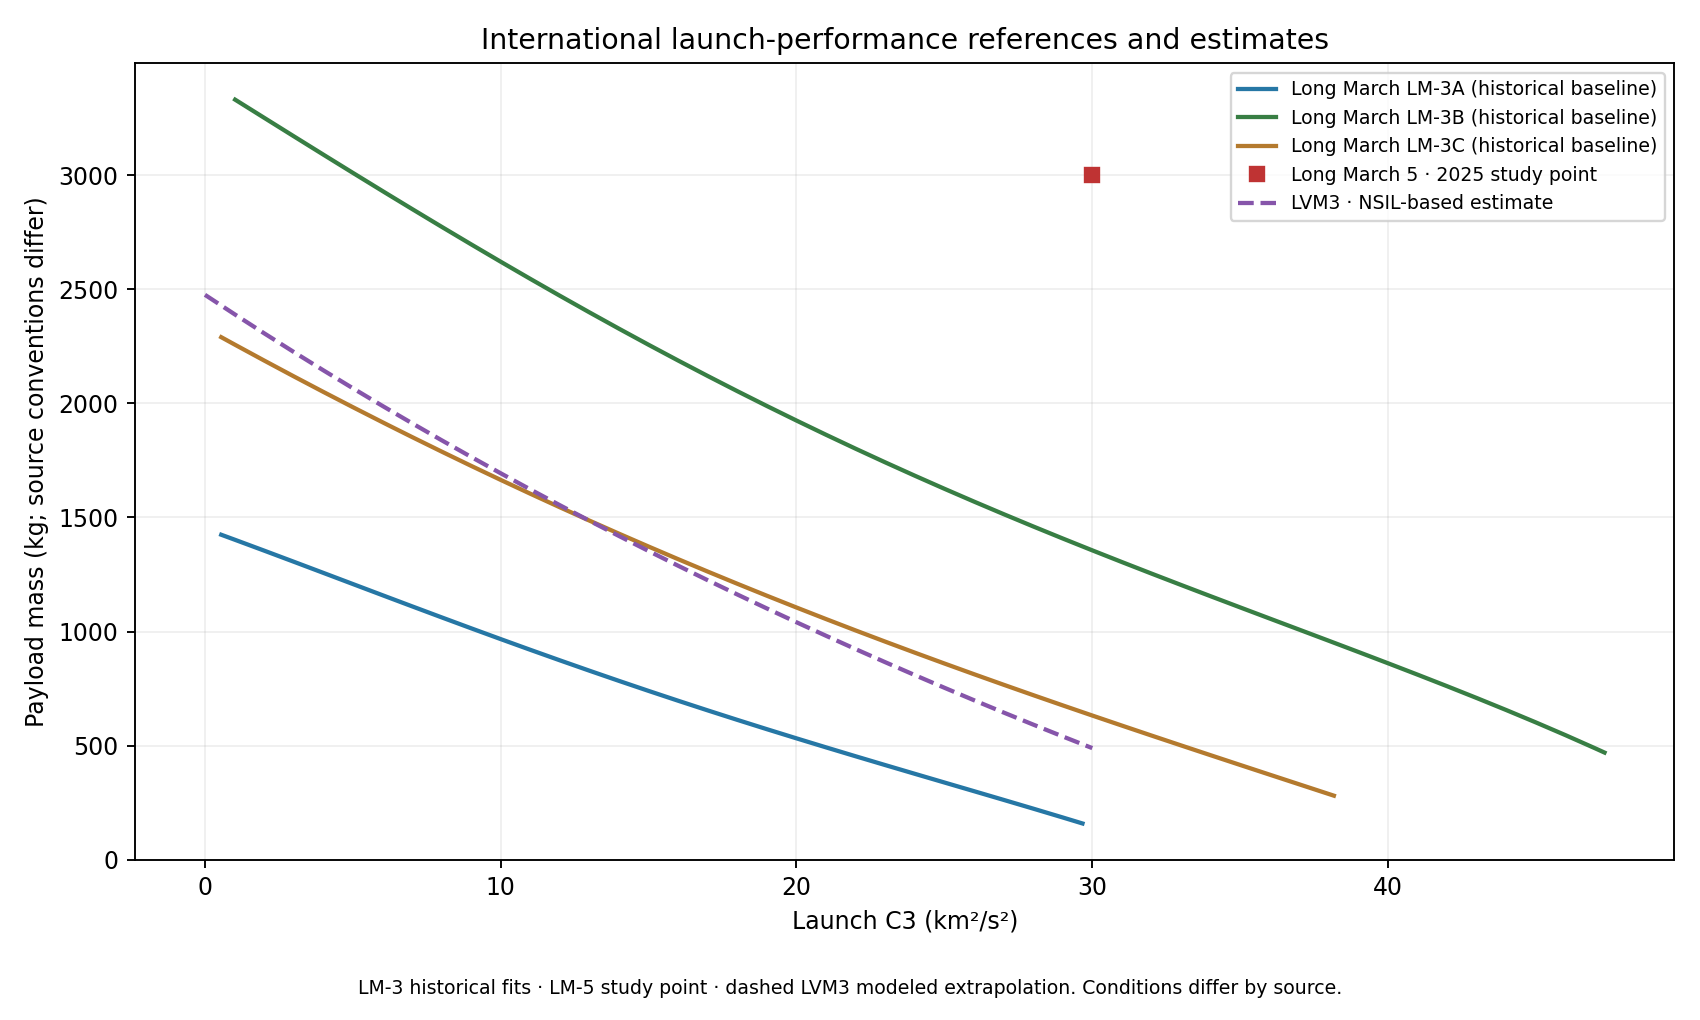 International launch-performance references and estimates
Long March LM-3A (historical baseline)
Long March LM-3B (historical baseline)
Long March LM-3C (historical baseline)
Long March 5 · 2025 study point
LVM3 · NSIL-based estimate
Payload mass (kg; source conventions differ)
3000
2500
2000
1500
1000
500
0
0 10 20 30 40
Launch C3 (km²/s²)
LM-3 historical fits · LM-5 study point · dashed LVM3 modeled extrapolation. Conditions differ by source.